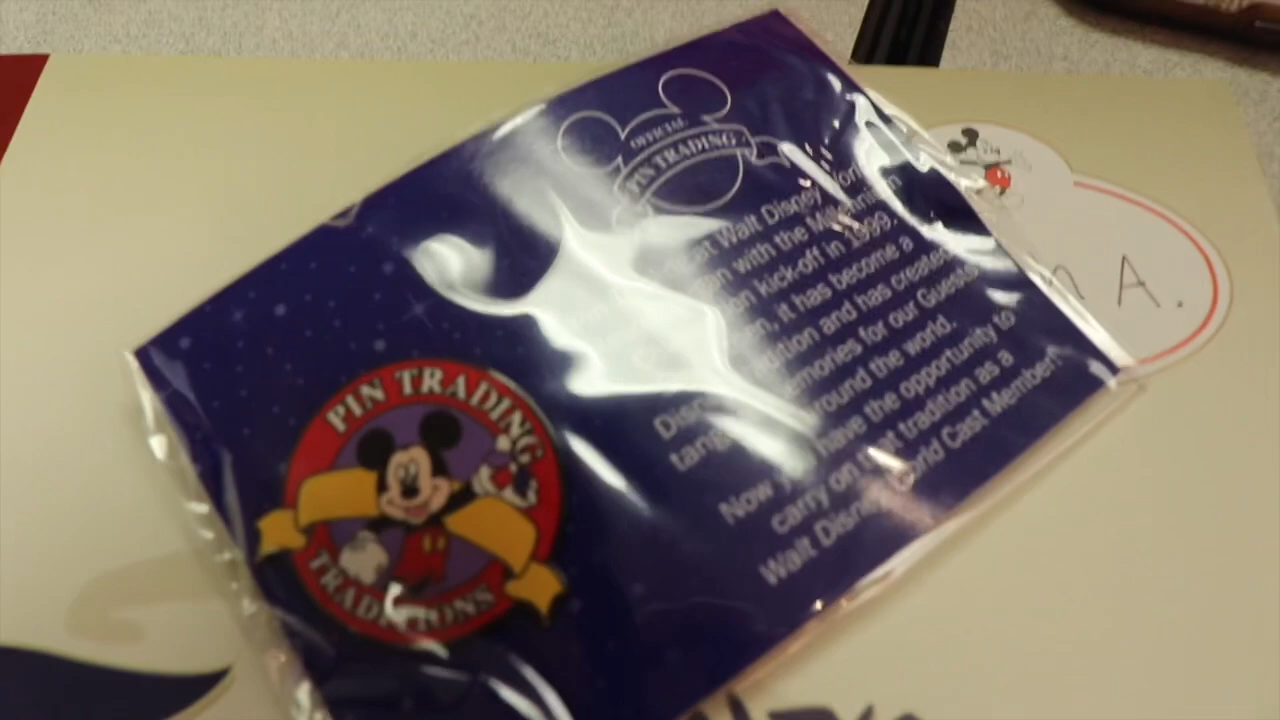 OFFICIAL
PIN TRADING
at Walt Disney World
with the Millennium
kick-off in 1999.
it has become a
and has created
memories for our Guests
around the world.
Now you have the opportunity to
carry on that tradition as a
Walt Disney World Cast Member!
PIN TRADING
TRADITIONS
A.